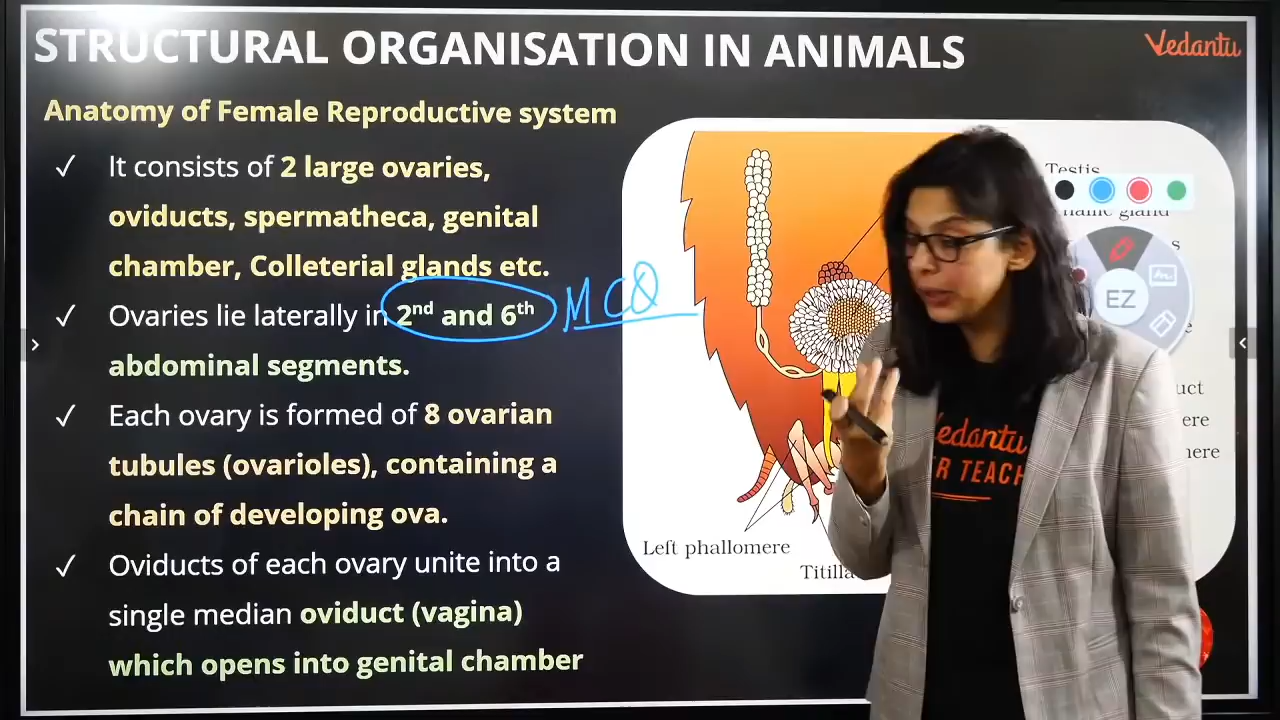 STRUCTURAL ORGANISATION IN ANIMALS
Vedantu
Anatomy of Female Reproductive system
✓ It consists of 2 large ovaries,
oviducts, spermatheca, genital
chamber, Colleterial glands etc.
✓ Ovaries lie laterally in 2nd and 6th
MCQ
abdominal segments.
✓ Each ovary is formed of 8 ovarian
tubules (ovarioles), containing a
chain of developing ova.
✓ Oviducts of each ovary unite into a
single median oviduct (vagina)
which opens into genital chamber
Testis
gland
EZ
Left phallomere
edantu
TEACH